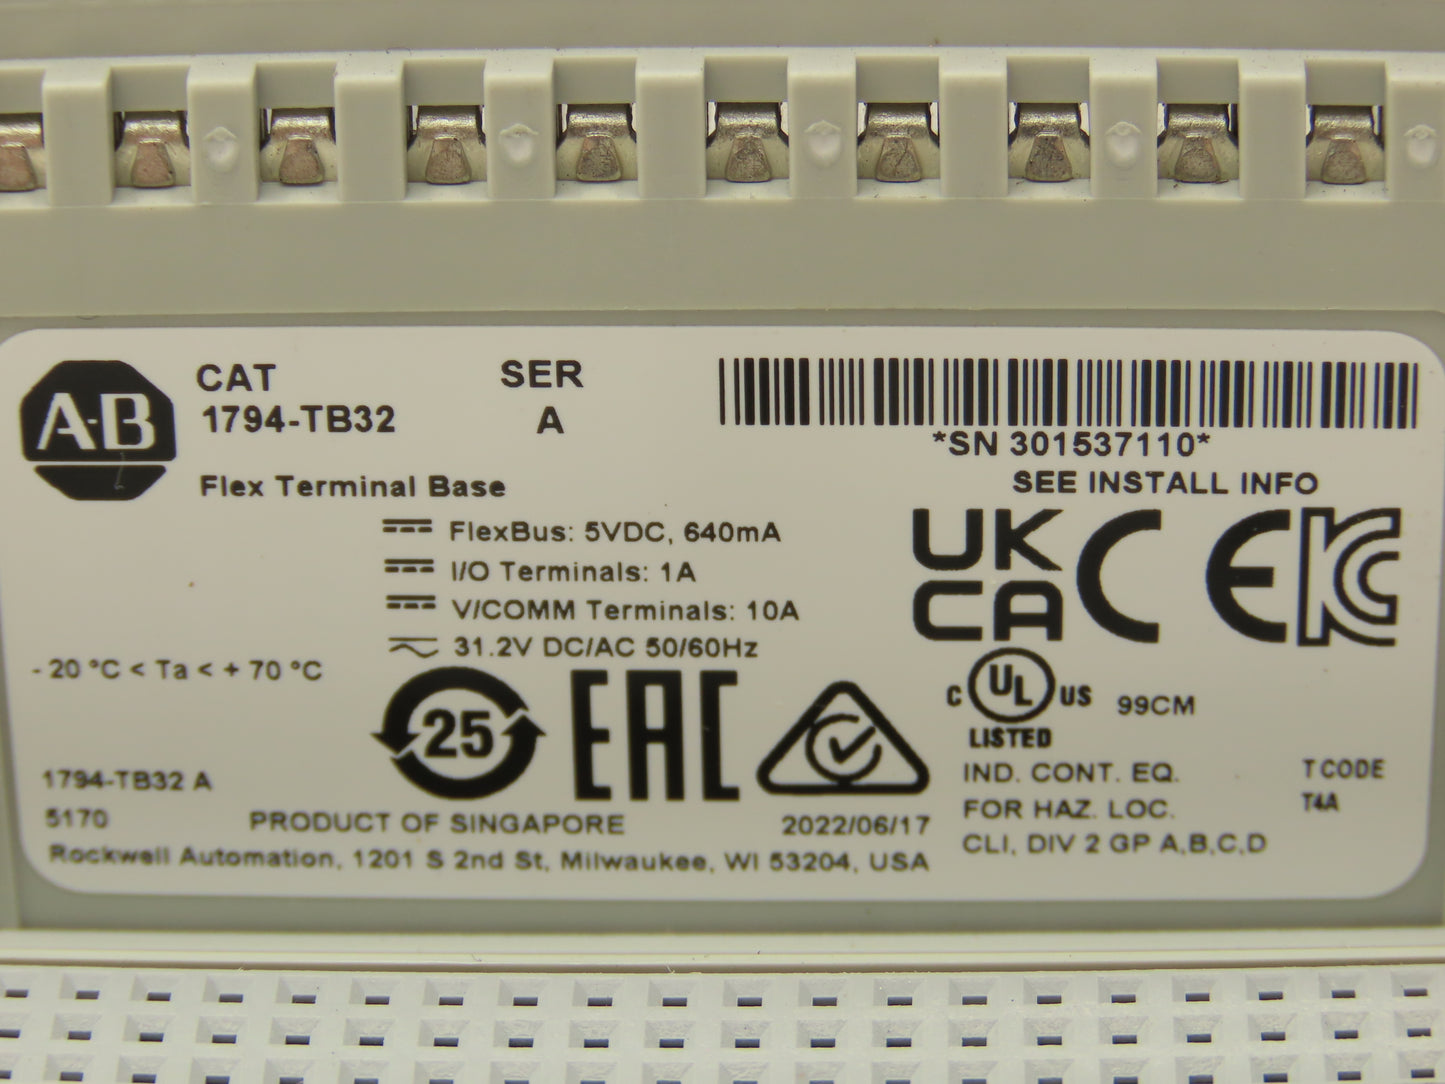 A-B
CAT
1794-TB32
SER
A
*SN 301537110*
SEE INSTALL INFO
Flex Terminal Base
FlexBus: 5VDC, 640mA
I/O Terminals: 1A
V/COMM Terminals: 10A
31.2V DC/AC 50/60Hz
- 20 °C < Ta < + 70 °C
UK
CA
CE
KC
25
EAC
C UL US
LISTED
99CM
IND. CONT. EQ.
FOR HAZ. LOC.
CLI, DIV 2 GP A,B,C,D
T CODE
T4A
1794-TB32 A
5170
PRODUCT OF SINGAPORE
2022/06/17
Rockwell Automation, 1201 S 2nd St, Milwaukee, WI 53204, USA